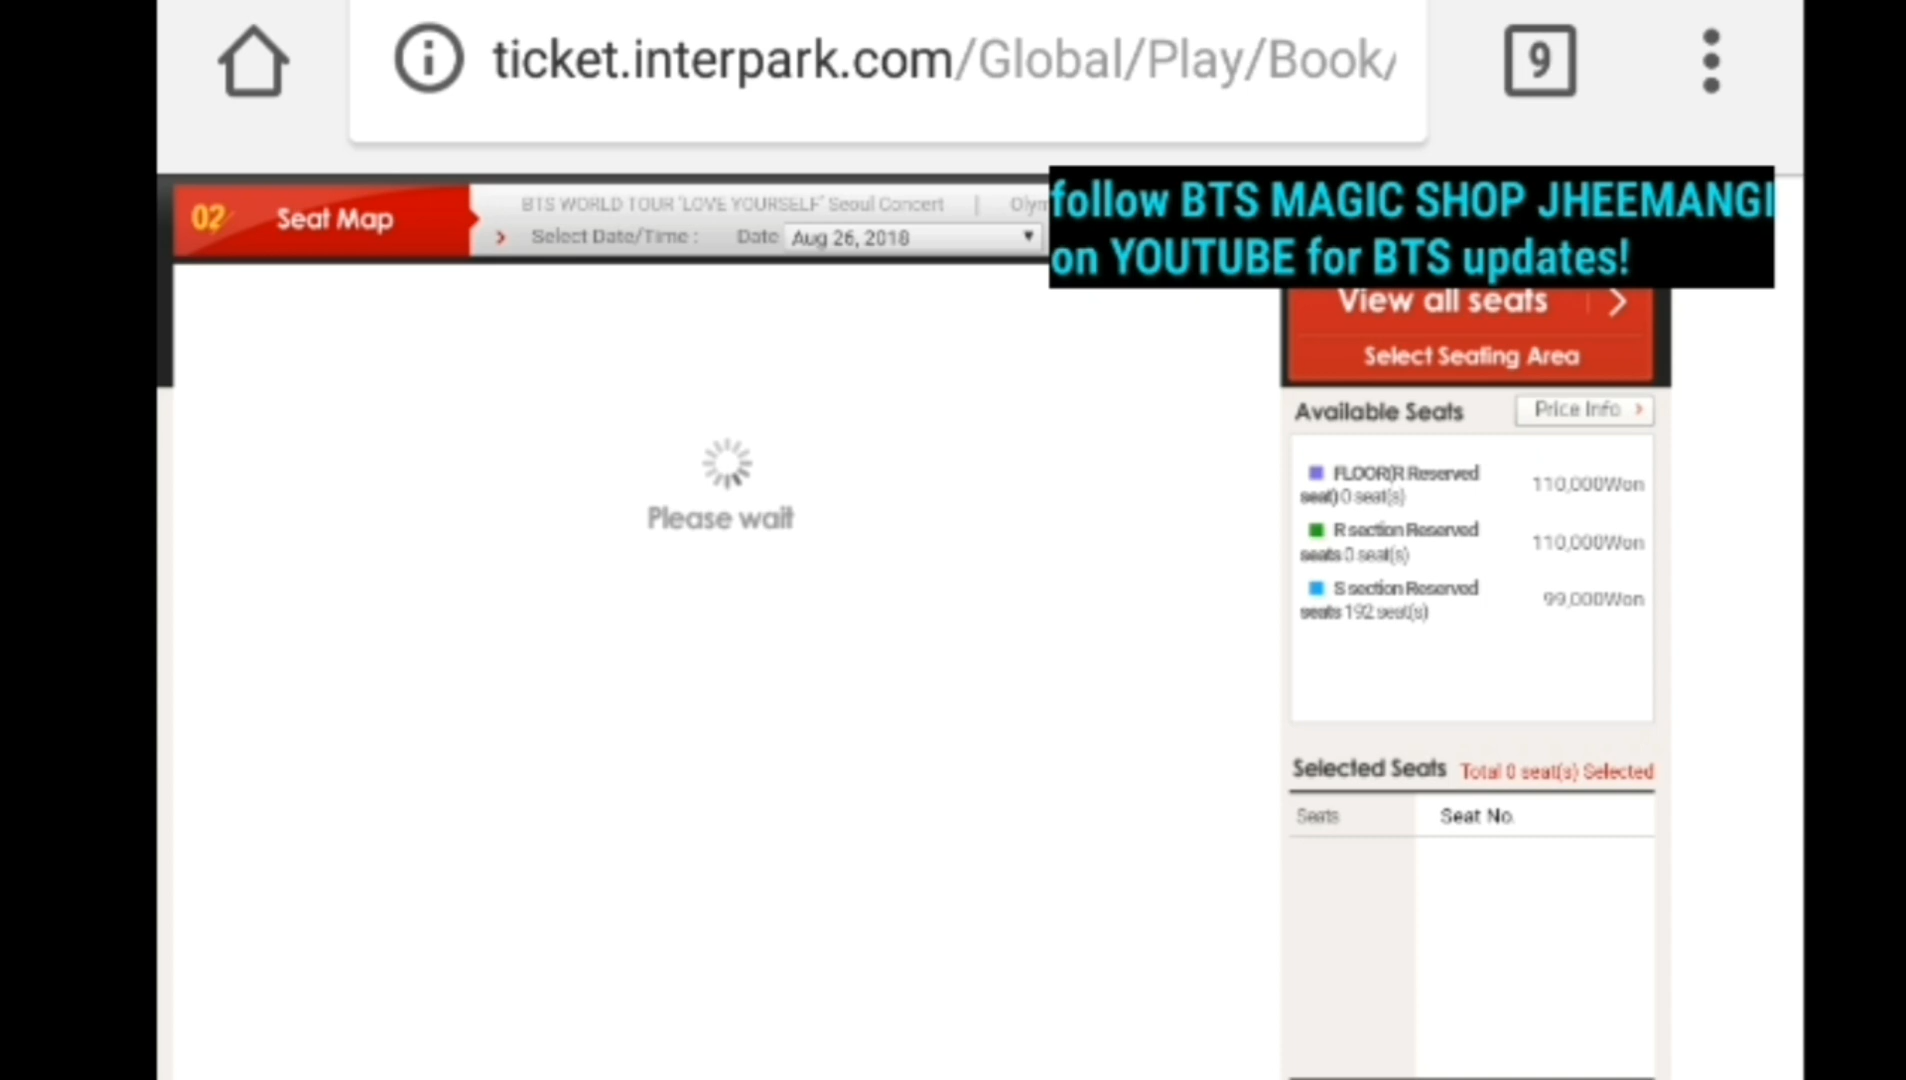 ticket.interpark.com/Global/Play/Book/
9
follow BTS MAGIC SHOP JHEEMANGI
on YOUTUBE for BTS updates!
02 Seat Map
BTS WORLD TOUR 'LOVE YOURSELF' Seoul Concert | Olym
Select Date/Time : Date Aug 26, 2018
View all seats
Select Seating Area
Available Seats Price Info
FLOOR(R Reserved
seat) 0 seat(s) 110,000Won
R section Reserved
seats 0 seat(s) 110,000Won
S section Reserved
seats 192 seat(s) 99,000Won
Please wait
Selected Seats Total 0 seat(s) Selected
Seats Seat No.